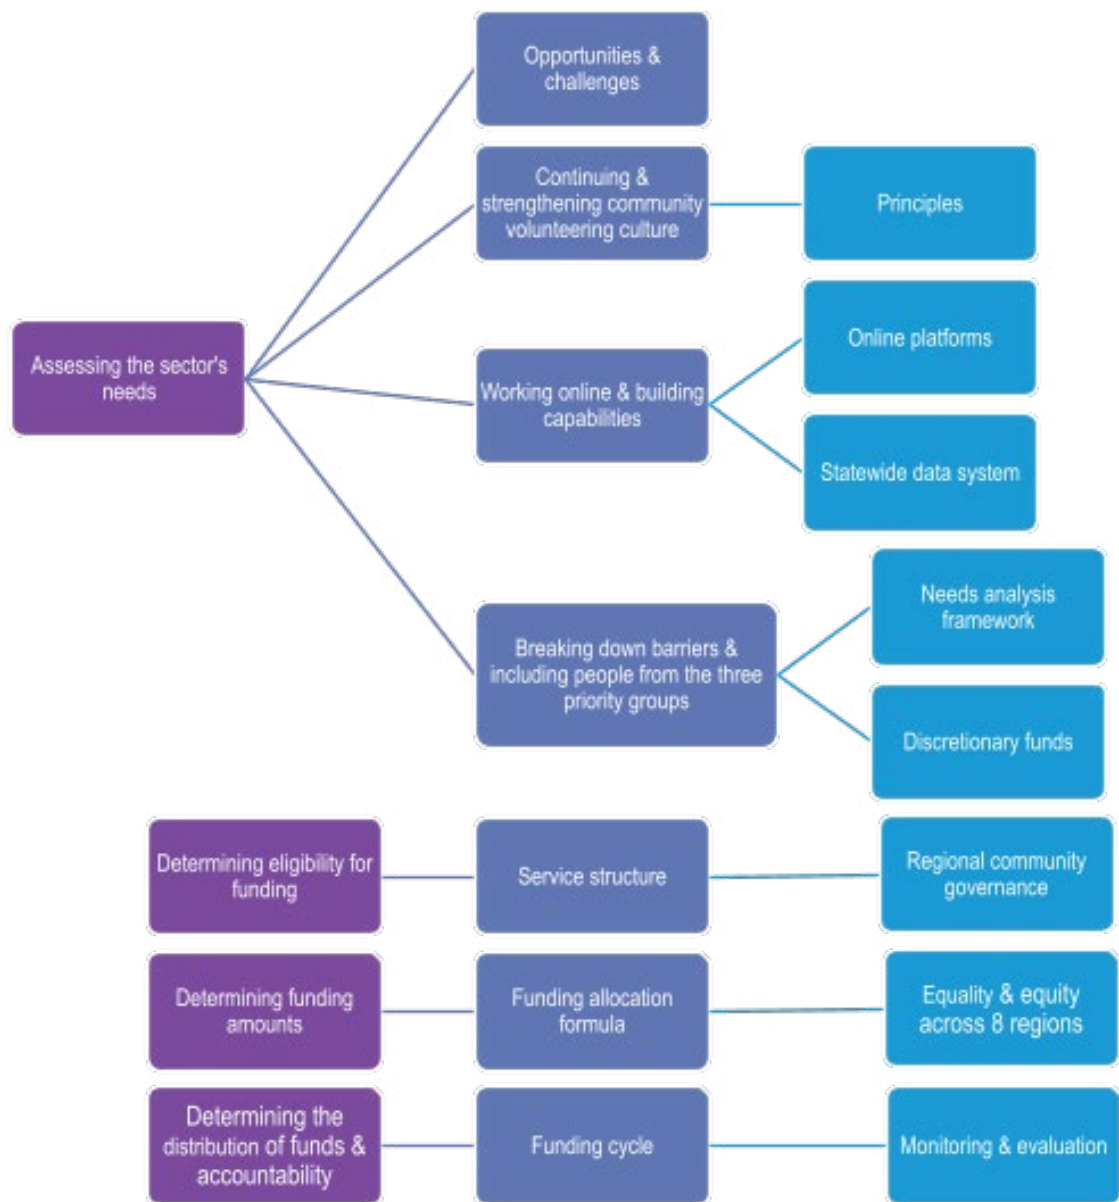 Opportunities &
challenges
Continuing &
strengthening community
volunteering culture
Principles
Assessing the sector's
needs
Working online & building
capabilities
Online platforms
Statewide data system
Breaking down barriers &
including people from the three
priority groups
Needs analysis
framework
Discretionary funds
Determining eligibility for
funding
Service structure
Regional community
governance
Determining funding
amounts
Funding allocation
formula
Equality & equity
across 8 regions
Determining the
distribution of funds &
accountability
Funding cycle
Monitoring & evaluation